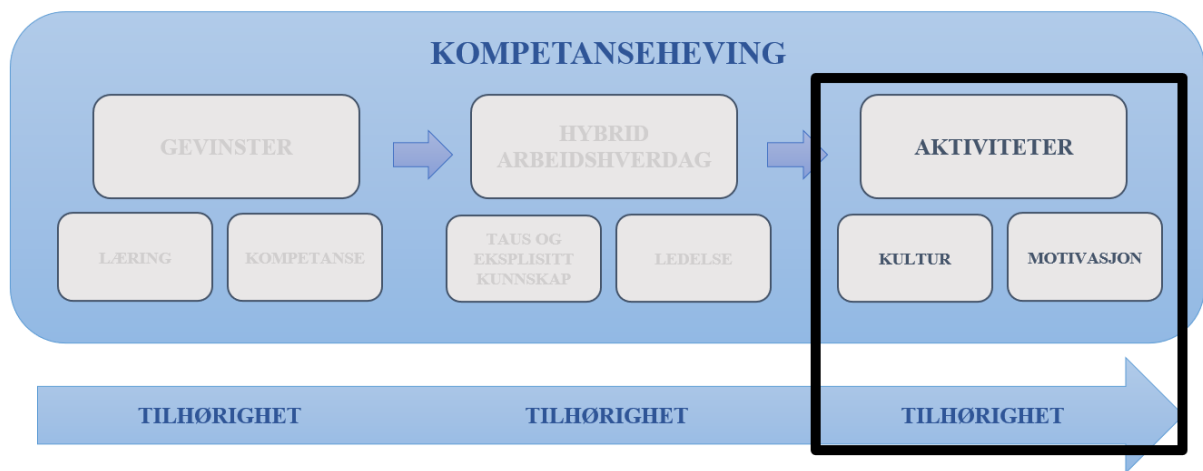 KOMPETANSEHEVING
GEVINSTER
LÆRING
KOMPETANSE
HYBRID
ARBEIDSHVERDAG
TAUS OG
EKSPLISITT
KUNNSKAP
LEDELSE
AKTIVITETER
KULTUR
MOTIVASJON
TILHØRIGHET
TILHØRIGHET
TILHØRIGHET